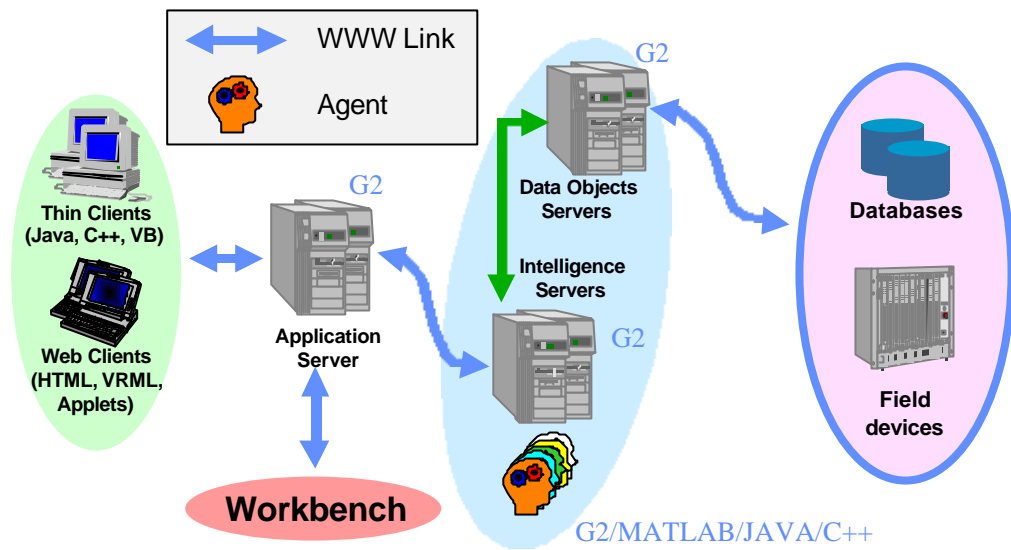 WWW Link
Agent
G2
Thin Clients
(Java, C++, VB)
Web Clients
(HTML, VRML,
Applets)
G2
Application
Server
Workbench
Data Objects
Servers
Intelligence
Servers
G2
G2/MATLAB/JAVA/C++
Databases
Field
devices